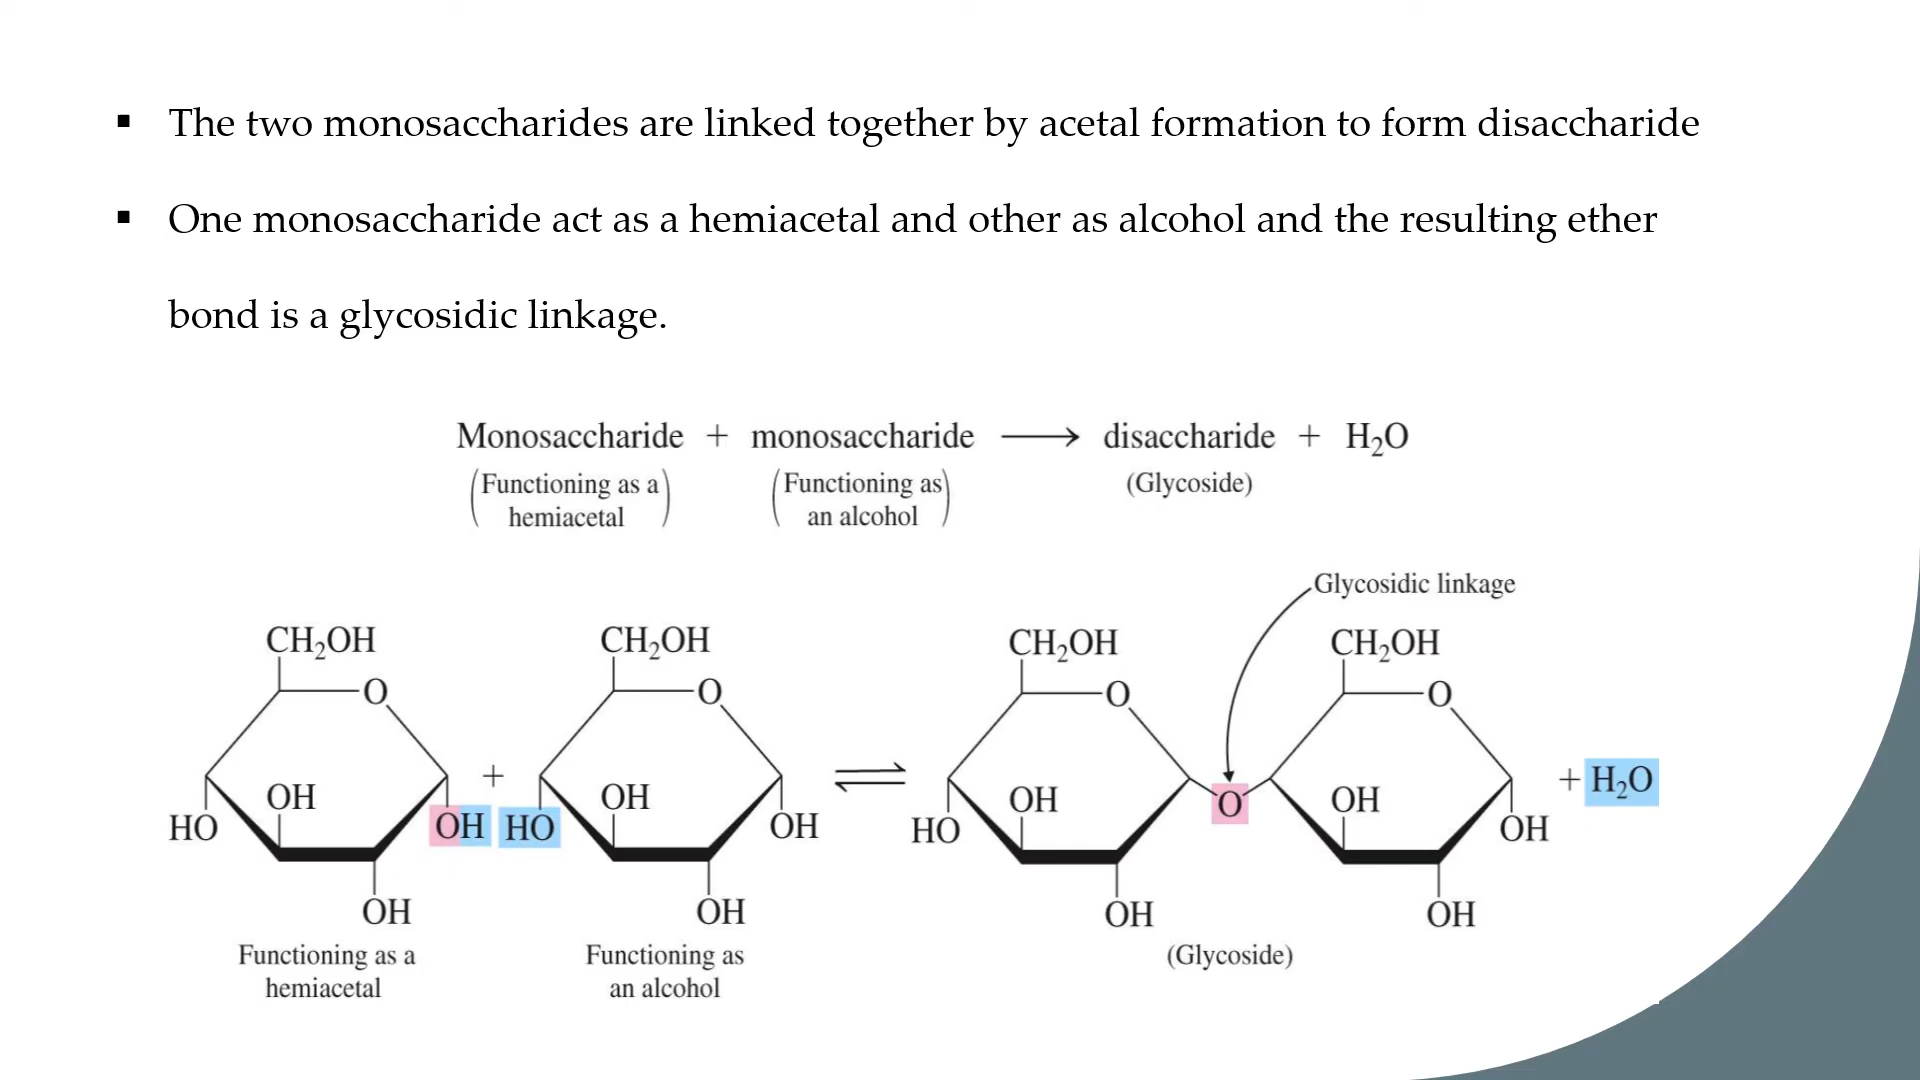 ▪ The two monosaccharides are linked together by acetal formation to form disaccharide
▪ One monosaccharide act as a hemiacetal and other as alcohol and the resulting ether
bond is a glycosidic linkage.
Monosaccharide + monosaccharide ⟶ disaccharide + H₂O
(Functioning as a (Functioning as (Glycoside)
hemiacetal) an alcohol)
Glycosidic linkage
CH₂OH CH₂OH CH₂OH CH₂OH
O O O O
+ ⇌ + H₂O
OH OH OH O OH
HO OH HO OH HO OH
OH OH OH OH
Functioning as a Functioning as (Glycoside)
hemiacetal an alcohol